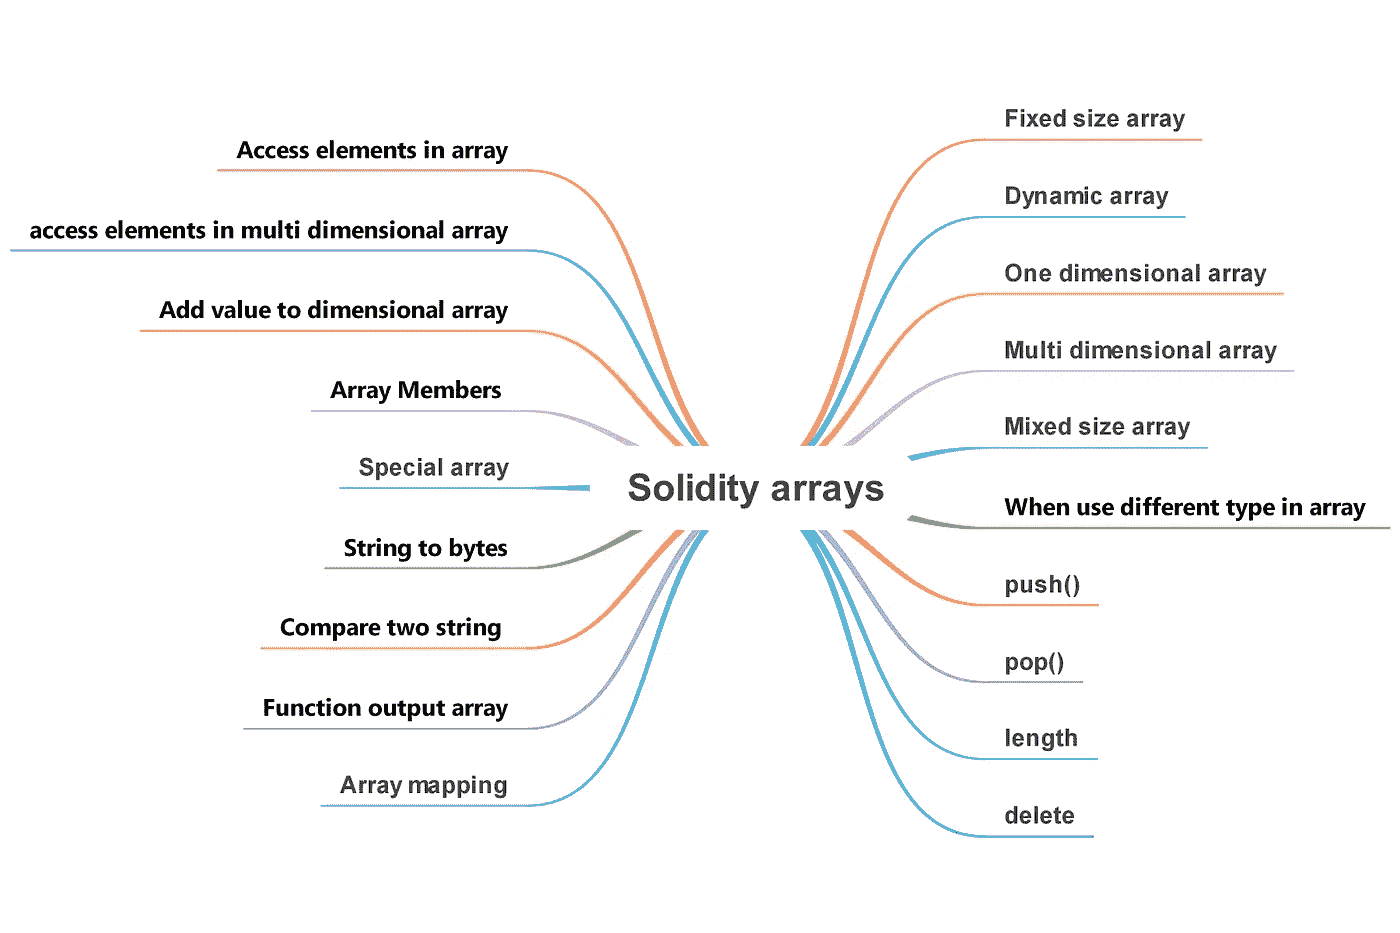 Solidity arrays
Fixed size array
Dynamic array
One dimensional array
Multi dimensional array
Mixed size array
When use different type in array
push()
pop()
length
delete
Access elements in array
access elements in multi dimensional array
Add value to dimensional array
Array Members
Special array
String to bytes
Compare two string
Function output array
Array mapping